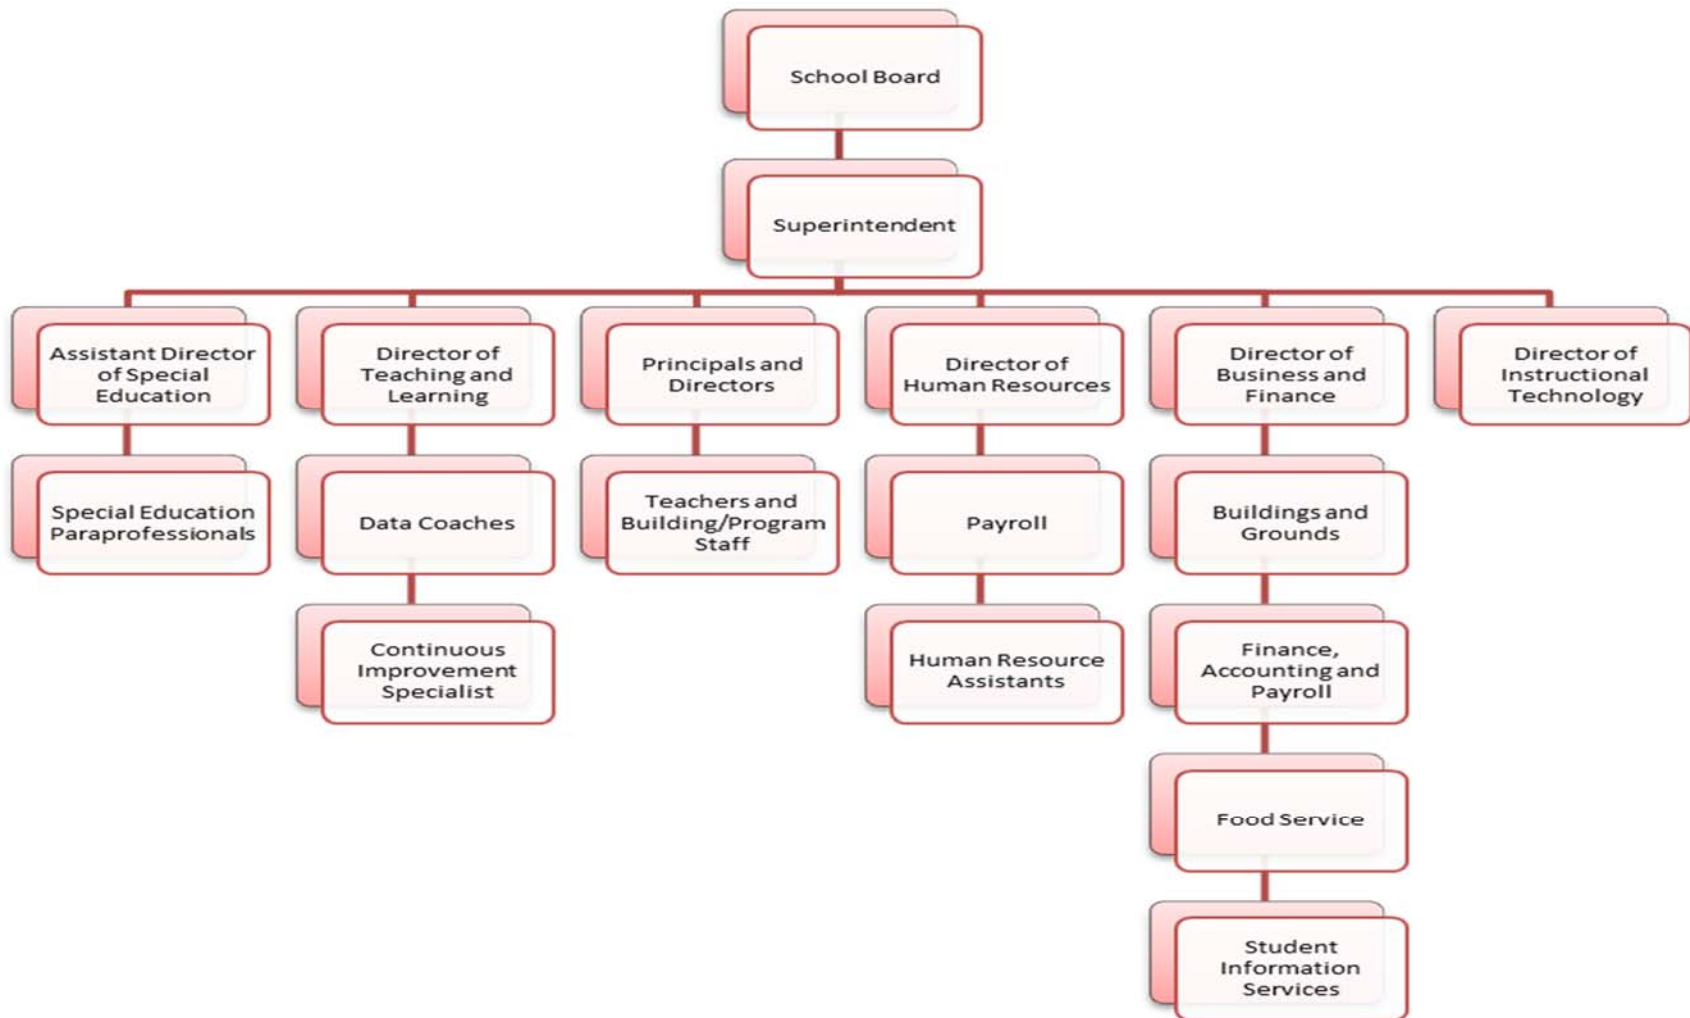 School Board
Superintendent
Assistant Director
of Special
Education
Director of
Teaching and
Learning
Principals and
Directors
Director of
Human Resources
Director of
Business and
Finance
Director of
Instructional
Technology
Special Education
Paraprofessionals
Data Coaches
Teachers and
Building/Program
Staff
Payroll
Buildings and
Grounds
Continuous
Improvement
Specialist
Human Resource
Assistants
Finance,
Accounting and
Payroll
Food Service
Student
Information
Services